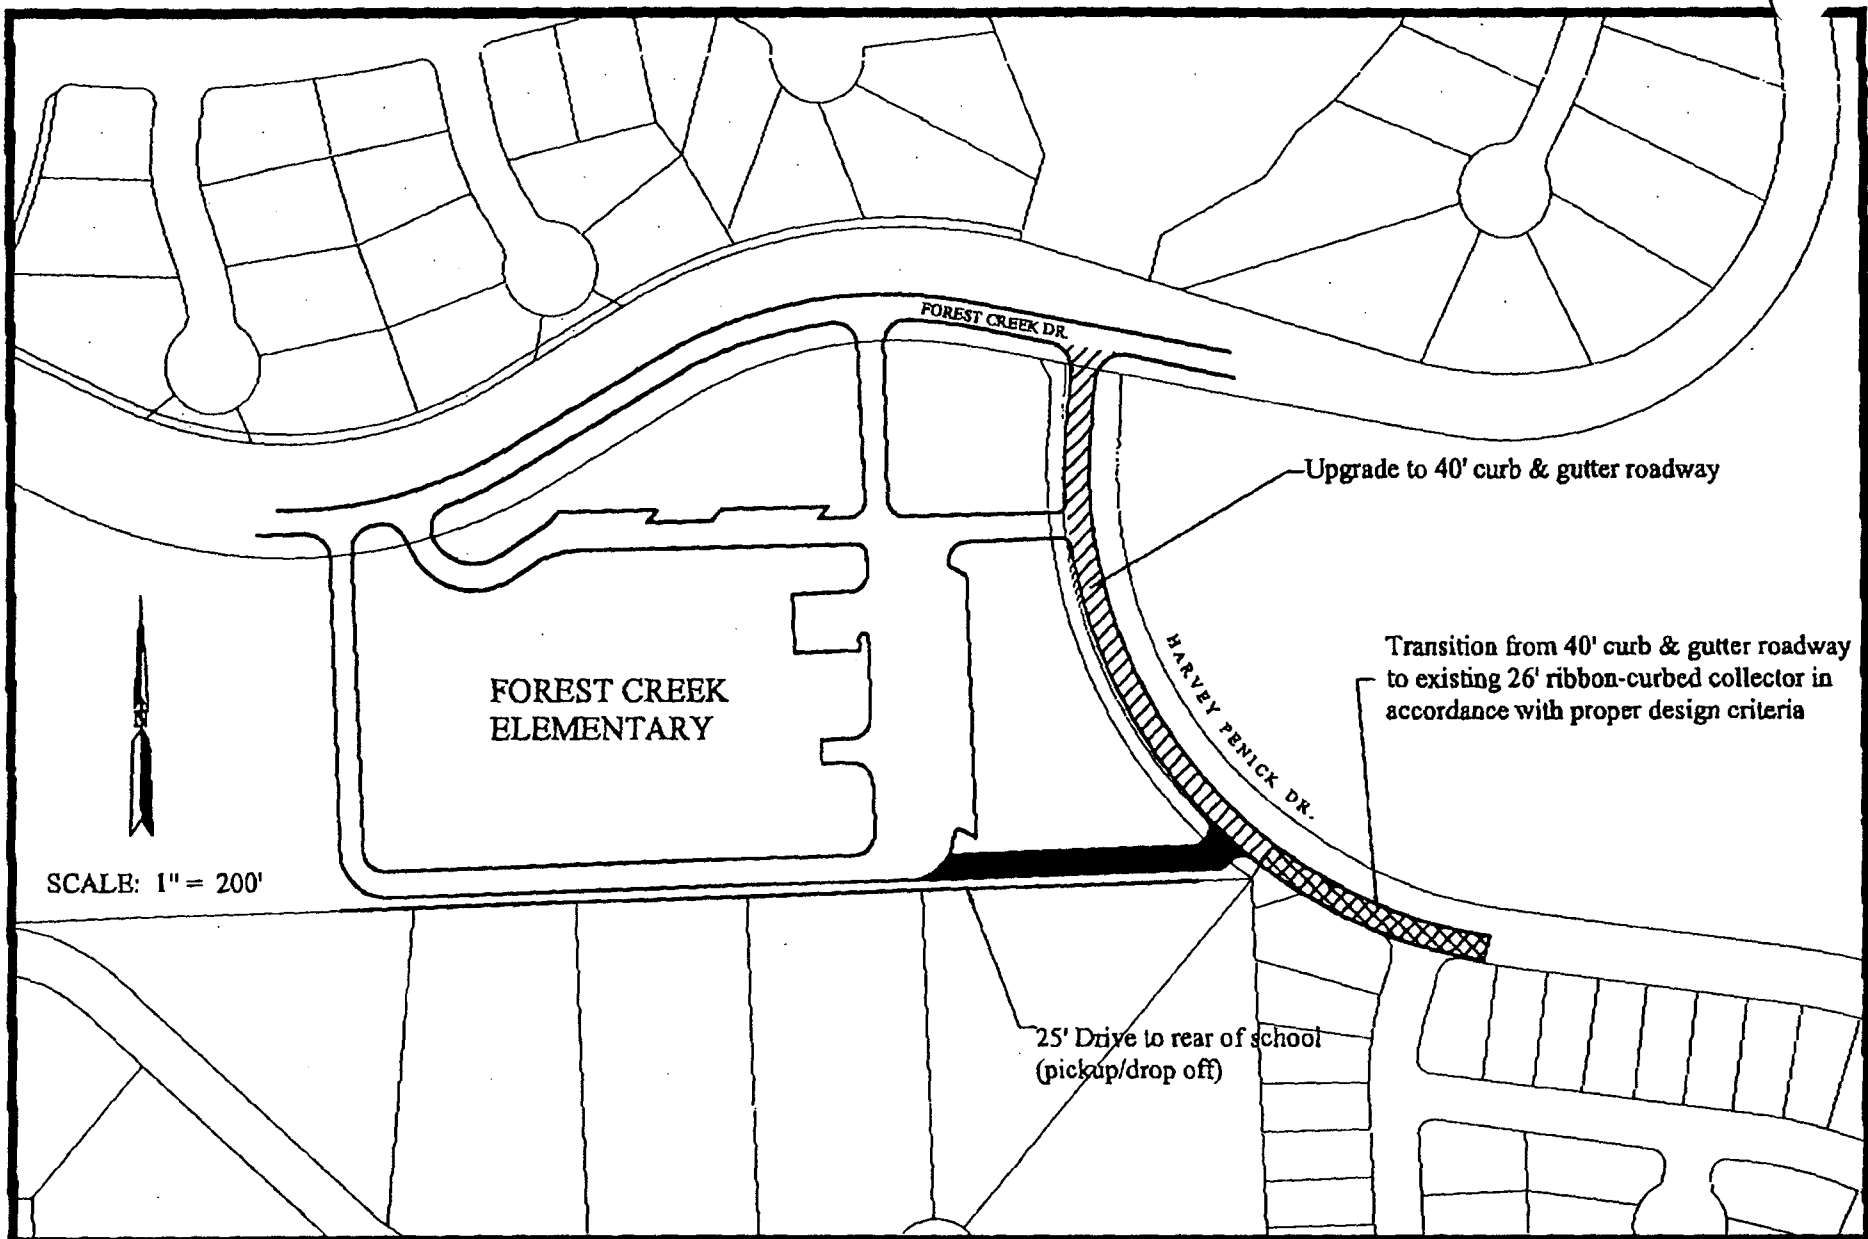 FOREST CREEK DR.
Upgrade to 40' curb & gutter roadway
Transition from 40' curb & gutter roadway
to existing 26' ribbon-curbed collector in
accordance with proper design criteria
HARVEY PENICK DR.
FOREST CREEK
ELEMENTARY
N
SCALE: 1" = 200'
25' Drive to rear of school
(pickup/drop off)